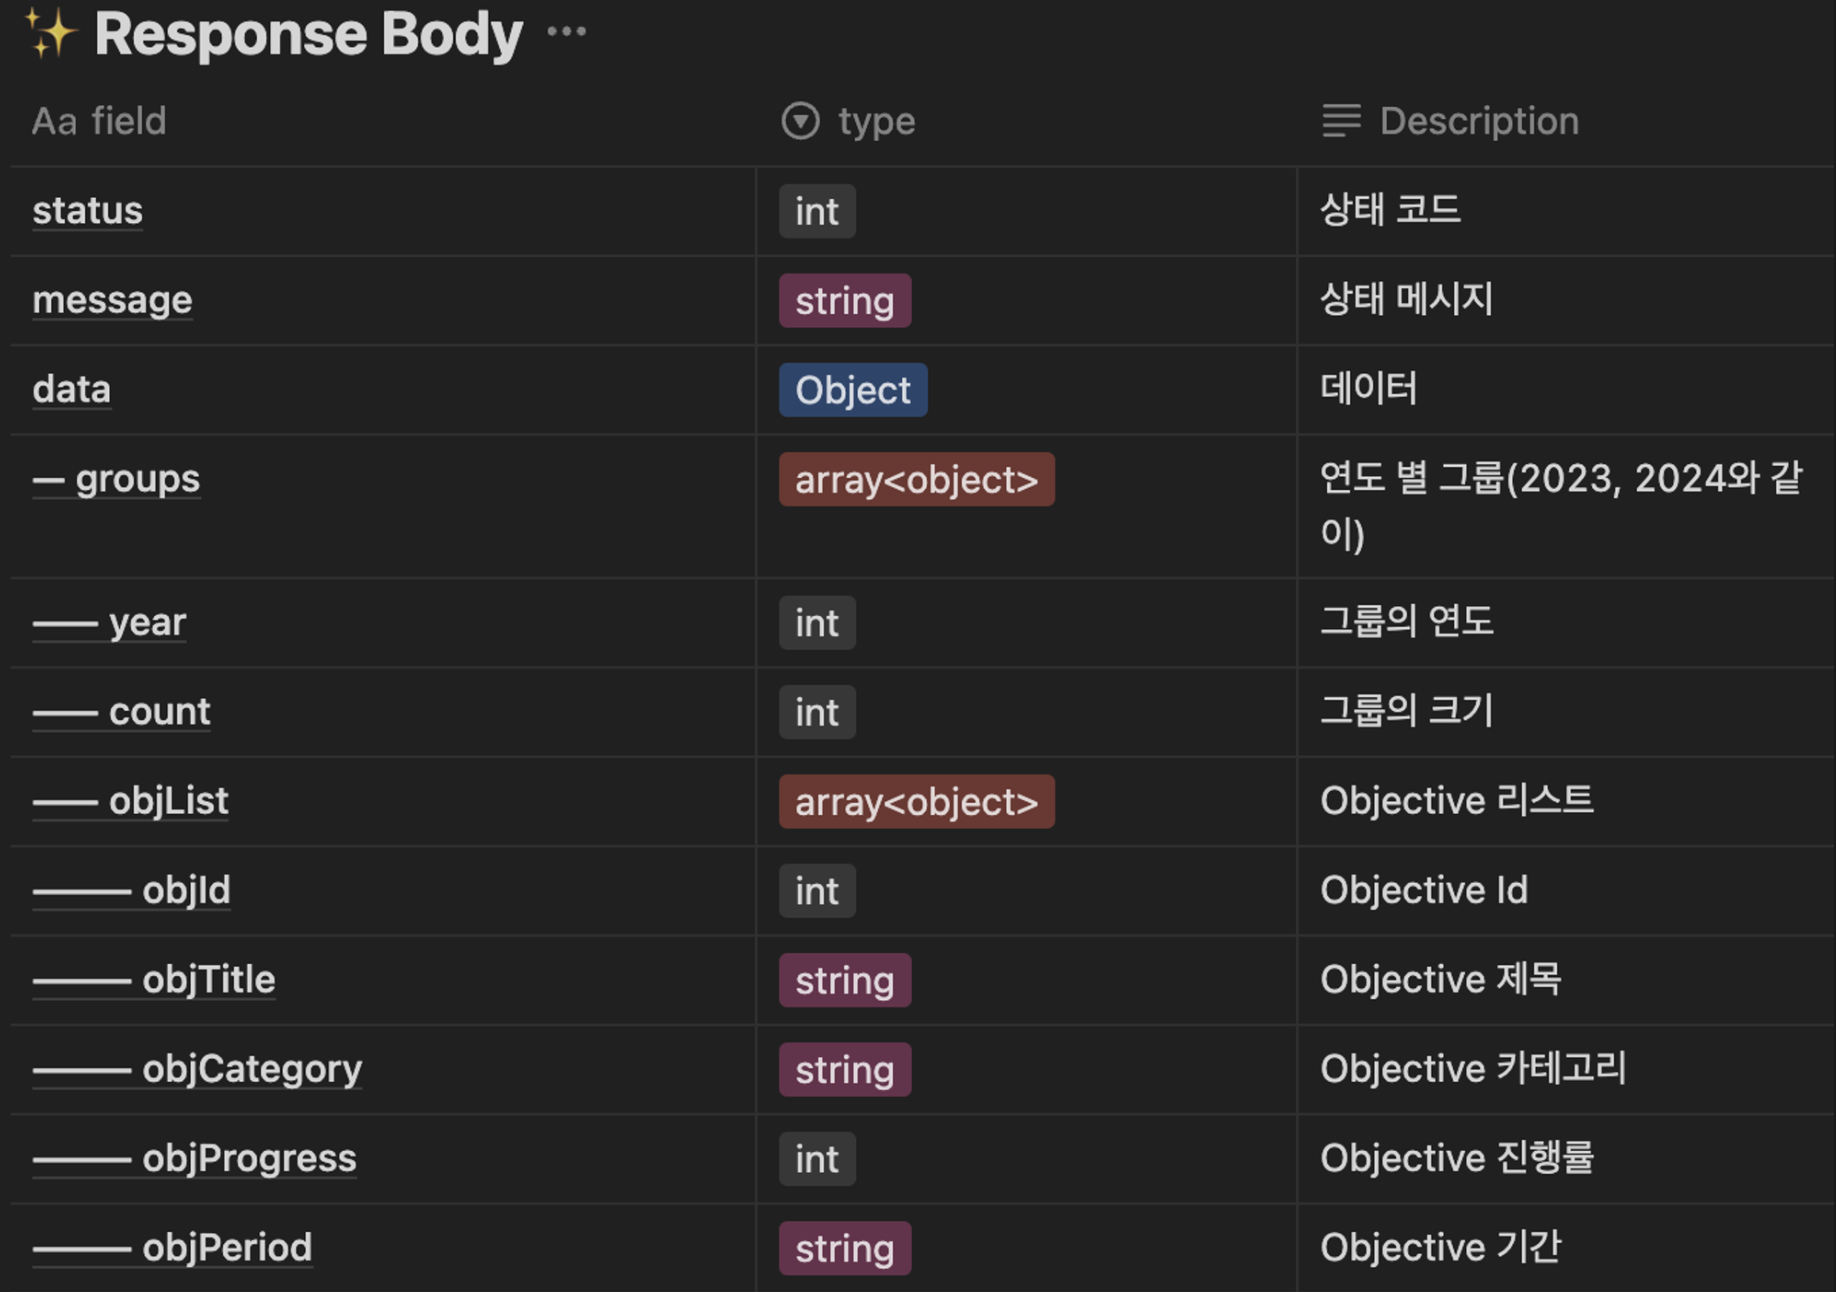 ✨ Response Body ...
Aa field type Description
status int 상태 코드
message string 상태 메시지
data Object 데이터
— groups array<object> 연도 별 그룹(2023, 2024와 같
이)
—— year int 그룹의 연도
—— count int 그룹의 크기
—— objList array<object> Objective 리스트
——— objId int Objective Id
——— objTitle string Objective 제목
——— objCategory string Objective 카테고리
——— objProgress int Objective 진행률
——— objPeriod string Objective 기간